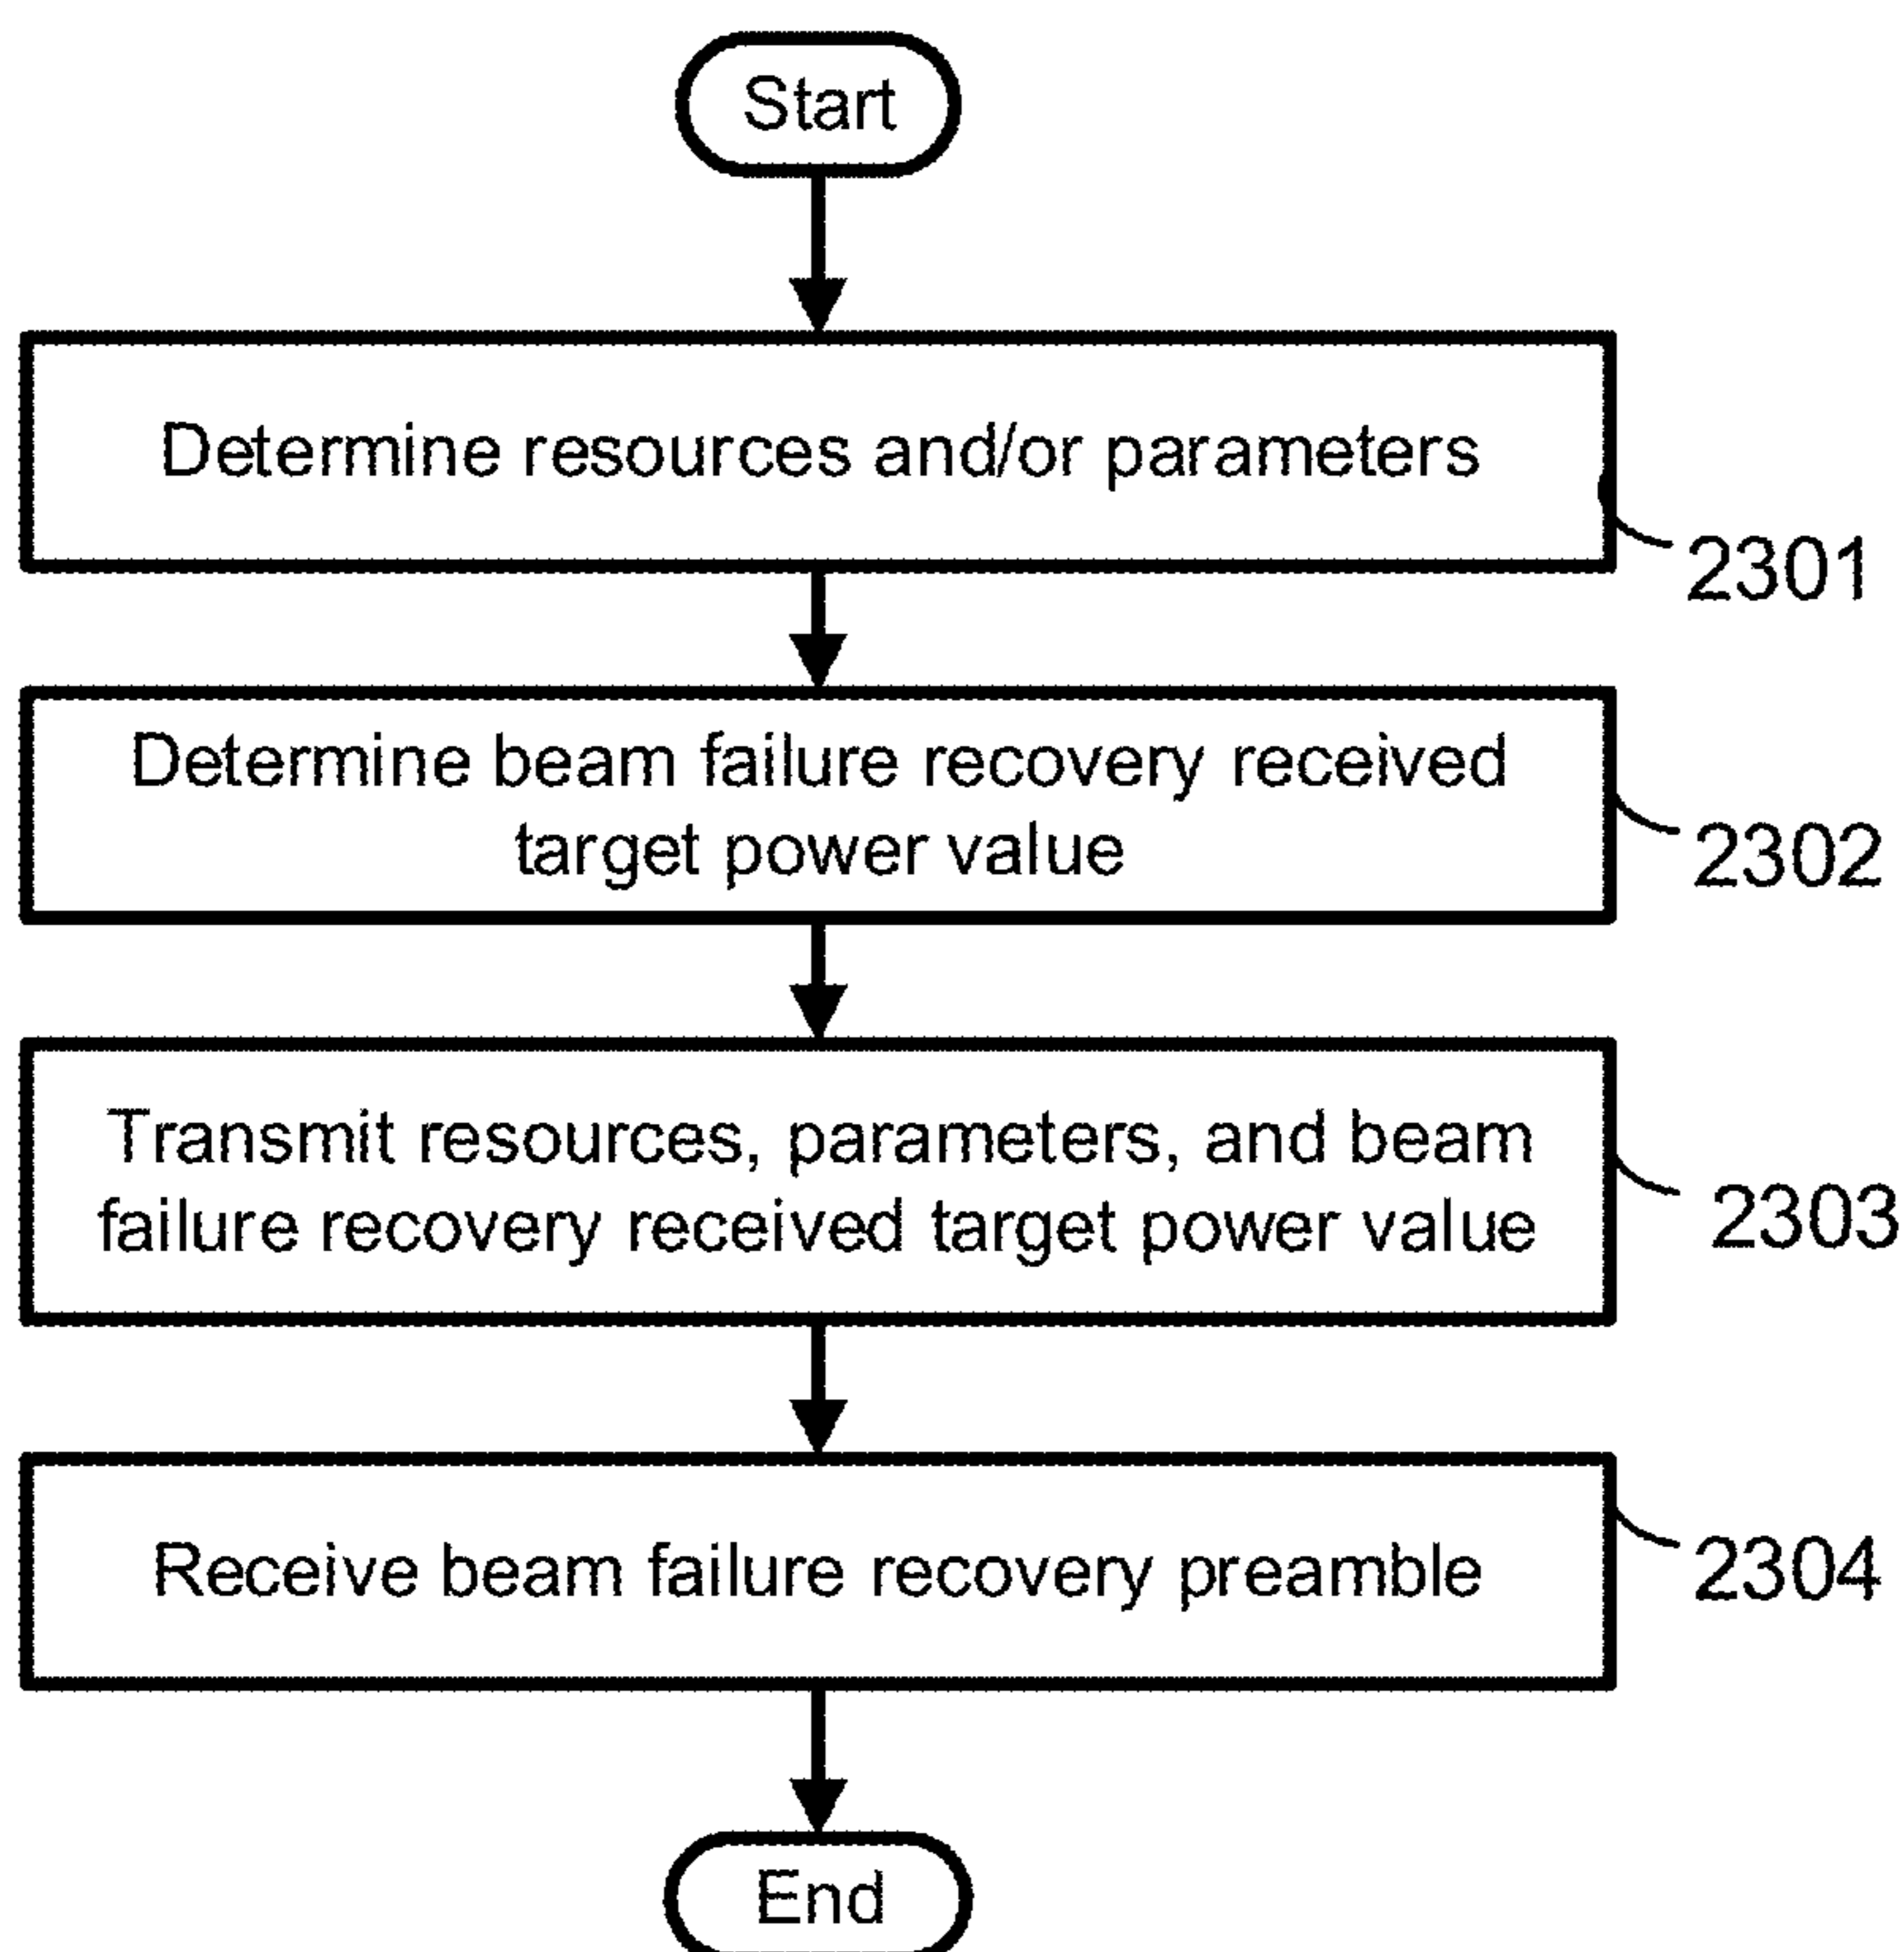 Start
Determine resources and/or parameters
2301
Determine beam failure recovery received
target power value
2302
Transmit resources, parameters, and beam
failure recovery received target power value
2303
Receive beam failure recovery preamble
2304
End